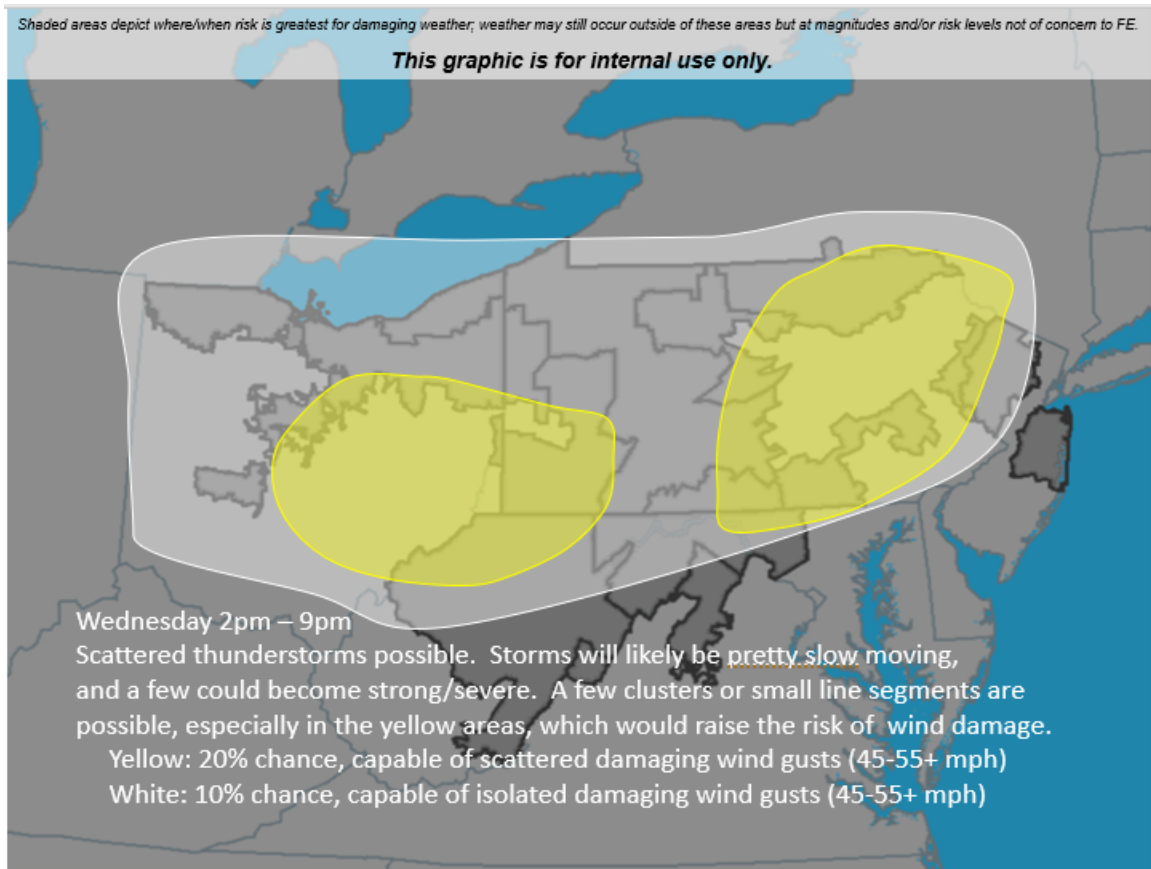 Shaded areas depict where/when risk is greatest for damaging weather; weather may still occur outside of these areas but at magnitudes and/or risk levels not of concern to FE.
This graphic is for internal use only.
Wednesday 2pm – 9pm
Scattered thunderstorms possible.  Storms will likely be pretty slow moving,
and a few could become strong/severe.  A few clusters or small line segments are
possible, especially in the yellow areas, which would raise the risk of  wind damage.
Yellow: 20% chance, capable of scattered damaging wind gusts (45-55+ mph)
White: 10% chance, capable of isolated damaging wind gusts (45-55+ mph)